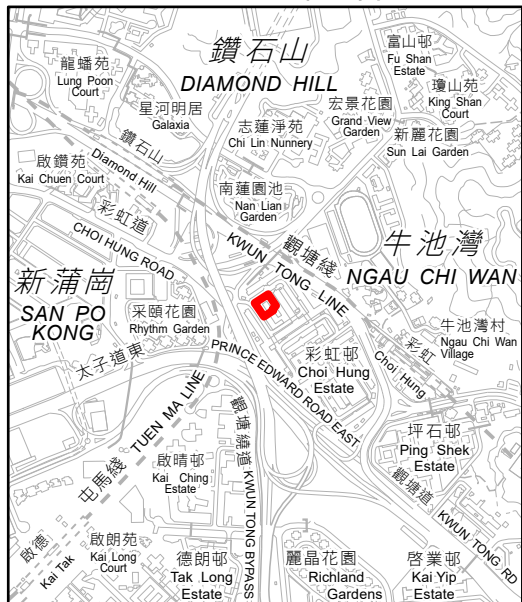 鑽石山
DIAMOND HILL
富山邨
Fu Shan
Estate
龍蟠苑
Lung Poon
Court
瓊山苑
King Shan
Court
星河明居
Galaxia
宏景花園
Grand View
Garden
志蓮淨苑
Chi Lin Nunnery
新麗花園
Sun Lai Garden
鑽石山
Diamond Hill
啟鑽苑
Kai Chuen Court
南蓮園池
Nan Lian
Garden
彩虹道
CHOI HUNG ROAD
觀塘綫
KWUN TONG LINE
牛池灣
NGAU CHI WAN
新蒲崗
SAN PO
KONG
采頤花園
Rhythm Garden
牛池灣村
Ngau Chi Wan
Village
彩虹
Choi Hung
彩虹邨
Choi Hung
Estate
太子道東
PRINCE EDWARD ROAD EAST
屯馬綫
TUEN MA LINE
坪石邨
Ping Shek
Estate
觀塘繞道
KWUN TONG BYPASS
啟晴邨
Kai Ching
Estate
觀塘道
KWUN TONG RD
啟德
Kai Tak
啟朗苑
Kai Long
Court
德朗邨
Tak Long
Estate
麗晶花園
Richland
Gardens
啓業邨
Kai Yip
Estate